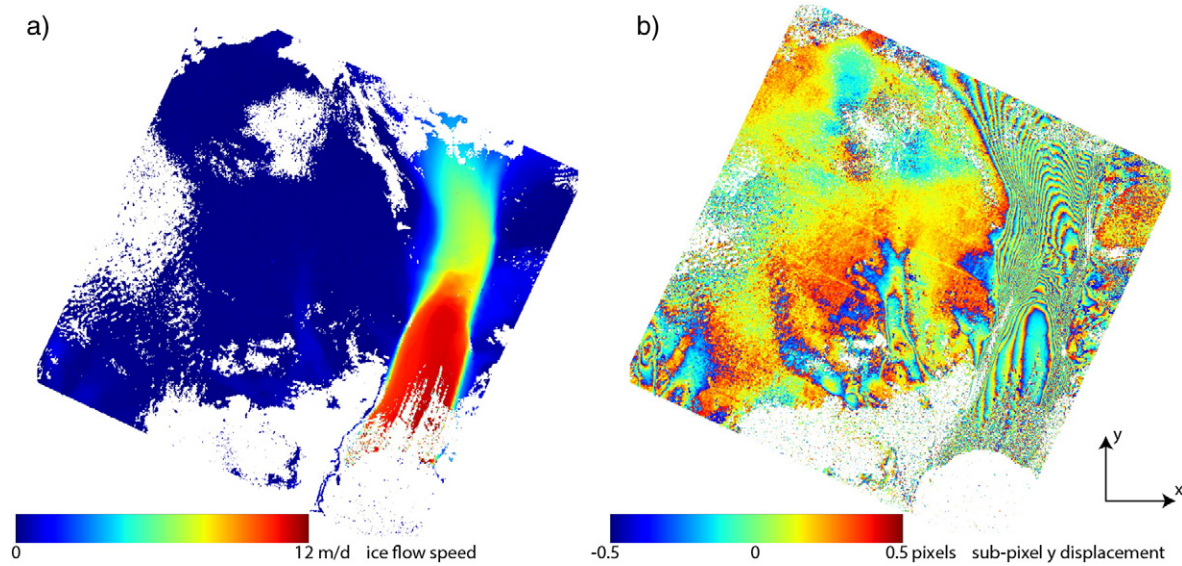 a)
b)
y
x
0
12 m/d ice flow speed
-0.5
0
0.5 pixels sub-pixel y displacement